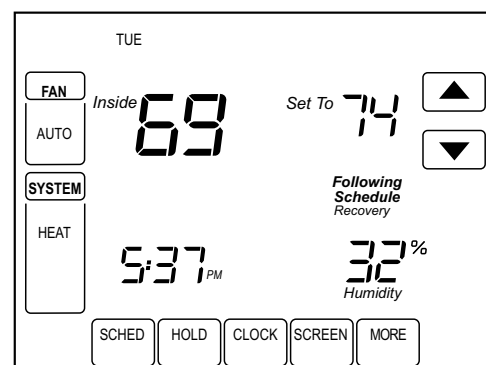 TUE
FAN
AUTO
Inside 69
Set To 74
SYSTEM
HEAT
Following
Schedule
Recovery
5:37 PM
32%
Humidity
SCHED HOLD CLOCK SCREEN MORE